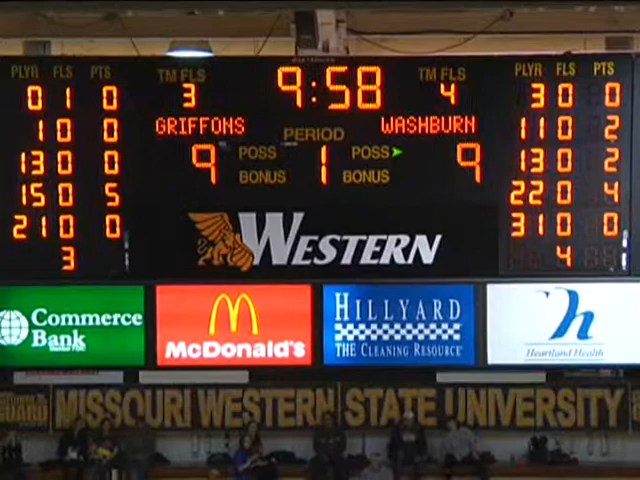 PLYR FLS PTS TM FLS 9:58 TM FLS PLYR FLS PTS
0 1 0 3 4 3 0 0
1 0 0 GRIFFONS PERIOD WASHBURN 11 0 2
13 0 0 9 POSS 1 POSS 9 13 0 2
15 0 5 BONUS BONUS 22 0 4
21 0 0 31 0 0
3 4
WESTERN
Commerce
Bank
McDonald's
HILLYARD
THE CLEANING RESOURCE
h
Heartland Health
GUARD
MISSOURI WESTERN STATE UNIVERSITY